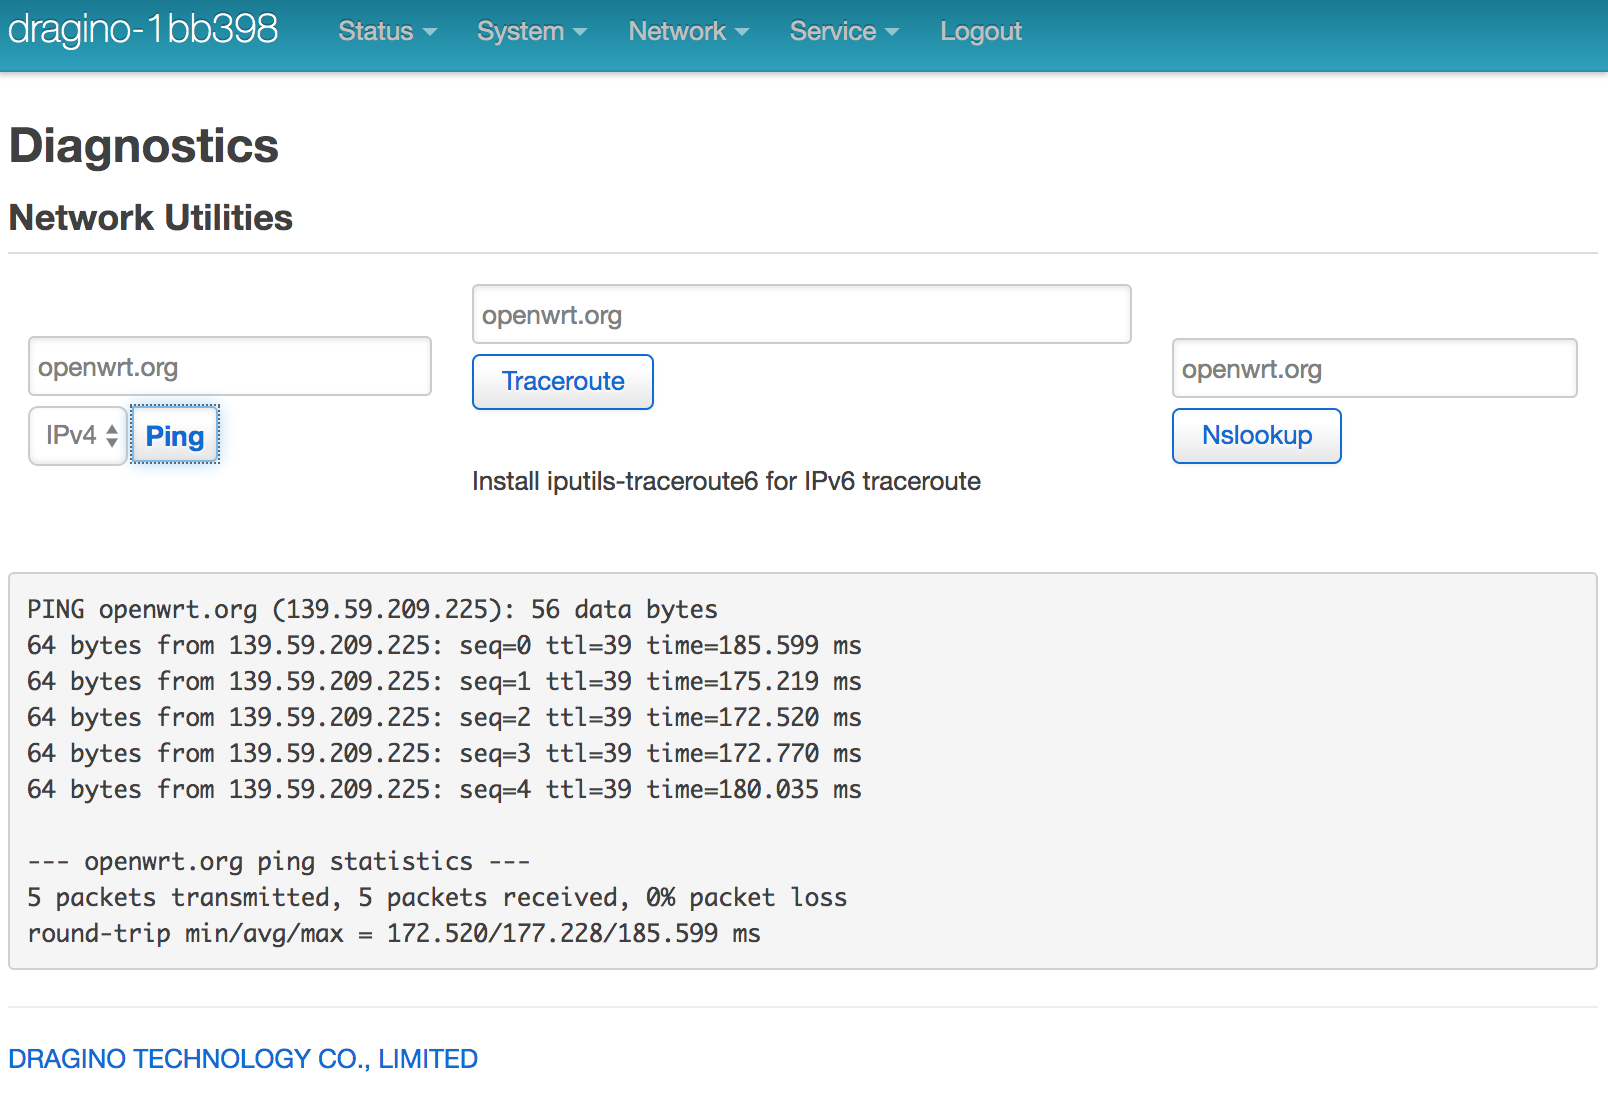 dragino-1bb398 Status System Network Service Logout
Diagnostics
Network Utilities
openwrt.org
IPv4 Ping
openwrt.org
Traceroute
Install iputils-traceroute6 for IPv6 traceroute
openwrt.org
Nslookup
PING openwrt.org (139.59.209.225): 56 data bytes
64 bytes from 139.59.209.225: seq=0 ttl=39 time=185.599 ms
64 bytes from 139.59.209.225: seq=1 ttl=39 time=175.219 ms
64 bytes from 139.59.209.225: seq=2 ttl=39 time=172.520 ms
64 bytes from 139.59.209.225: seq=3 ttl=39 time=172.770 ms
64 bytes from 139.59.209.225: seq=4 ttl=39 time=180.035 ms
--- openwrt.org ping statistics ---
5 packets transmitted, 5 packets received, 0% packet loss
round-trip min/avg/max = 172.520/177.228/185.599 ms
DRAGINO TECHNOLOGY CO., LIMITED